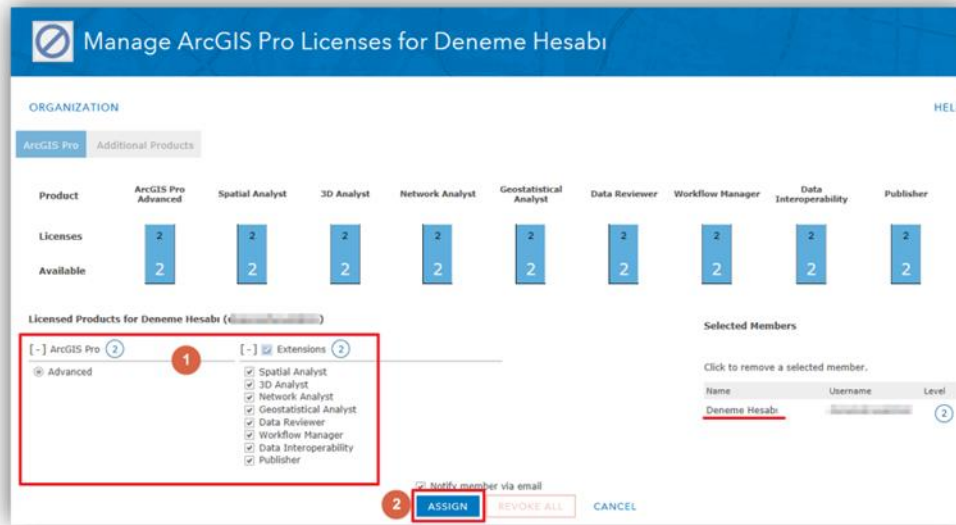 Manage ArcGIS Pro Licenses for Deneme Hesabı
ORGANIZATION
HEL
ArcGIS Pro Additional Products
Product ArcGIS Pro Advanced Spatial Analyst 3D Analyst Network Analyst Geostatistical Analyst Data Reviewer Workflow Manager Data Interoperability Publisher
Licenses 2 2 2 2 2 2 2 2 2
Available 2 2 2 2 2 2 2 2 2
Licensed Products for Deneme Hesabı ( )
Selected Members
[-] ArcGIS Pro 2
1
[-] Extensions 2
Advanced
Spatial Analyst
3D Analyst
Network Analyst
Geostatistical Analyst
Data Reviewer
Workflow Manager
Data Interoperability
Publisher
Click to remove a selected member.
Name Username Level
Deneme Hesabı 2
Notify member via email
2 ASSIGN REVOKE ALL CANCEL